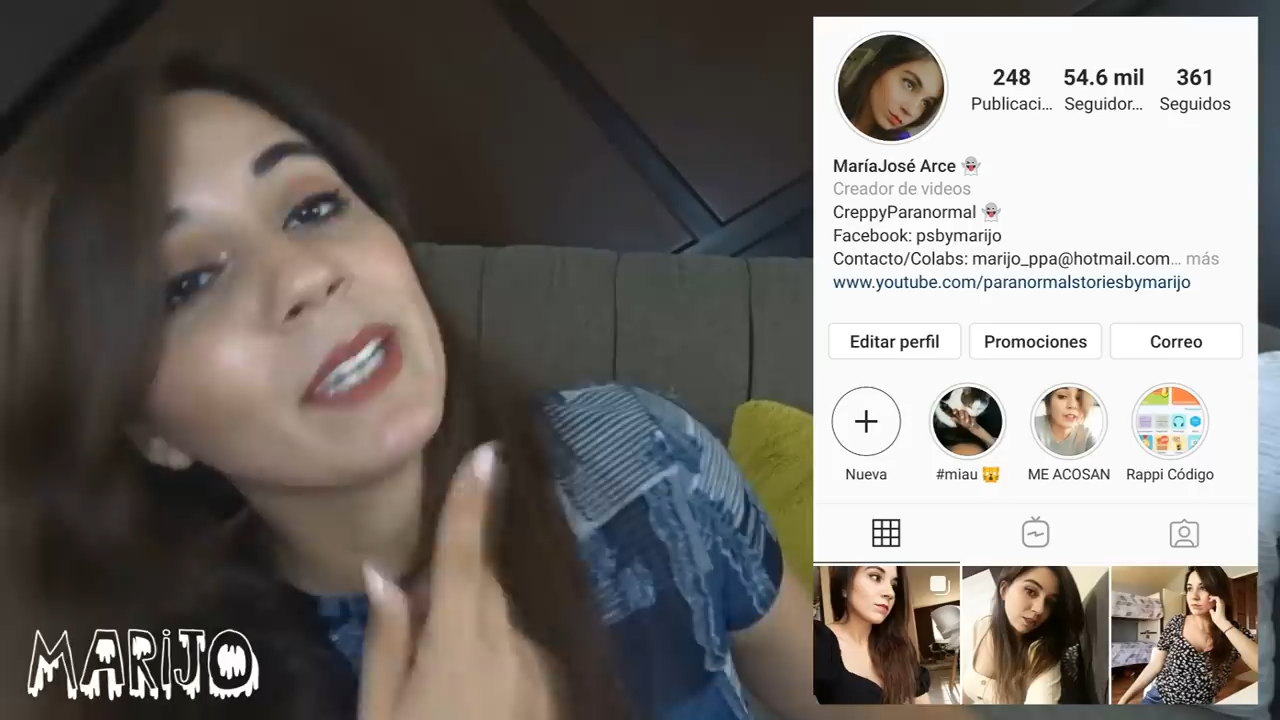 248 54.6 mil 361
Publicaci... Seguidor... Seguidos
MaríaJosé Arce 👻
Creador de videos
CreppyParanormal 👻
Facebook: psbymarijo
Contacto/Colabs: marijo_ppa@hotmail.com... más
www.youtube.com/paranormalstoriesbymarijo
Editar perfil Promociones Correo
Nueva #miau 🐱 ME ACOSAN Rappi Código
MARiJO